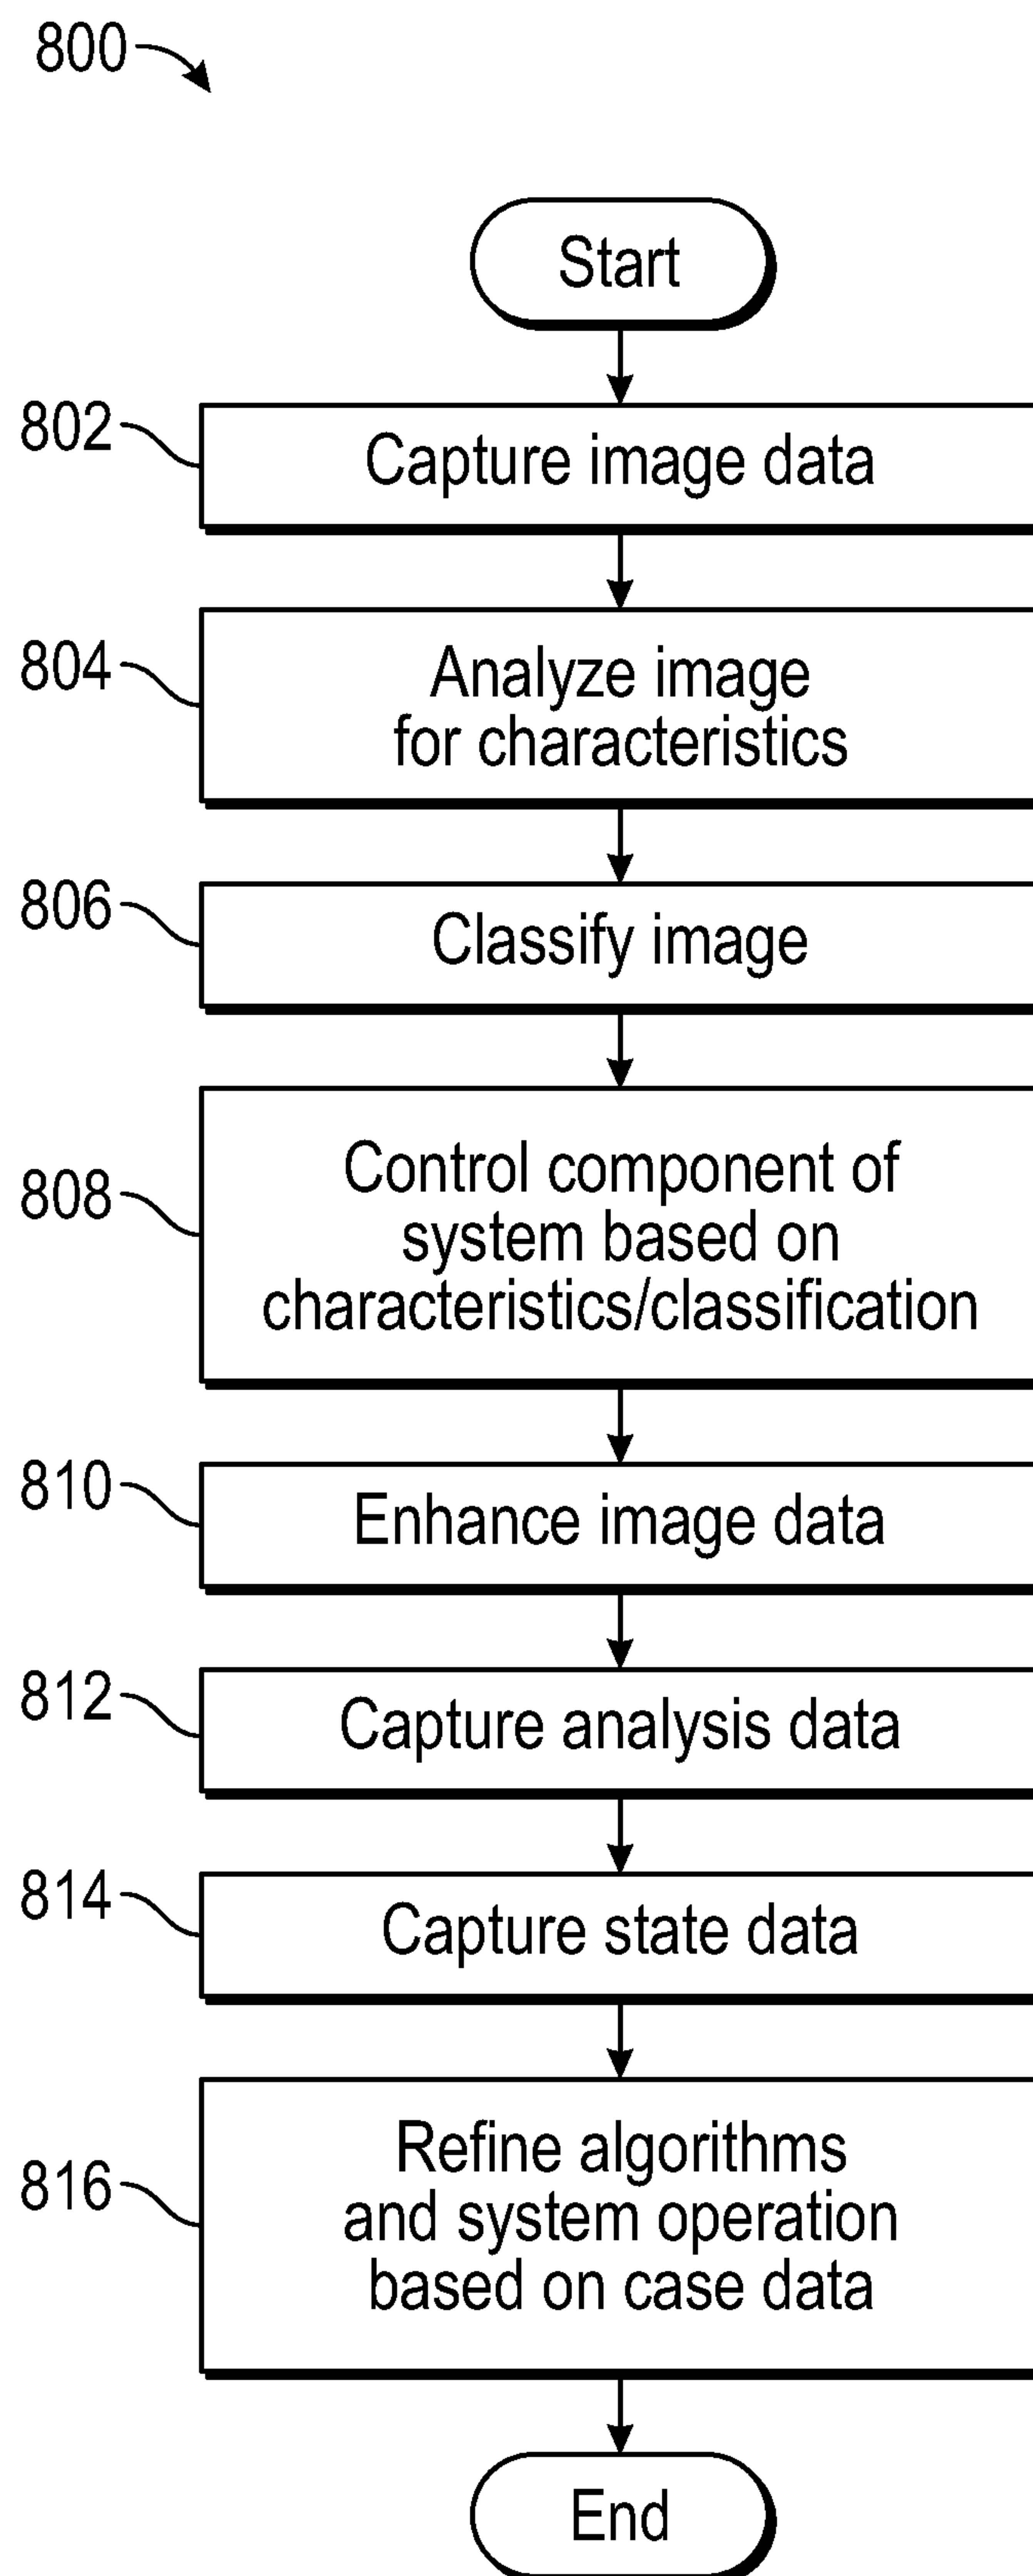 800
Start
802
Capture image data
804
Analyze image
for characteristics
806
Classify image
808
Control component of
system based on
characteristics/classification
810
Enhance image data
812
Capture analysis data
814
Capture state data
816
Refine algorithms
and system operation
based on case data
End